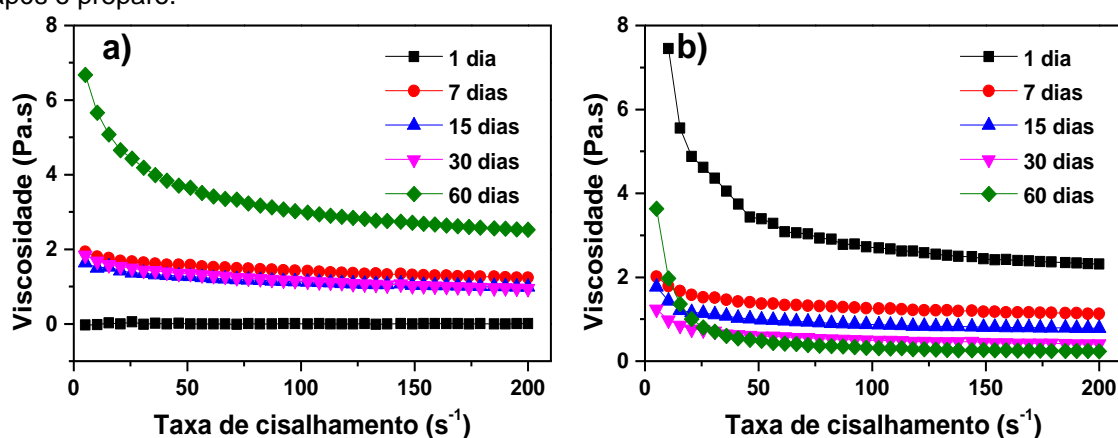 após o preparo.
a)
1 dia
7 dias
15 dias
30 dias
60 dias
8
6
4
2
0
Viscosidade (Pa.s)
0 50 100 150 200
Taxa de cisalhamento (s⁻¹)
b)
1 dia
7 dias
15 dias
30 dias
60 dias
8
6
4
2
0
Viscosidade (Pa.s)
0 50 100 150 200
Taxa de cisalhamento (s⁻¹)